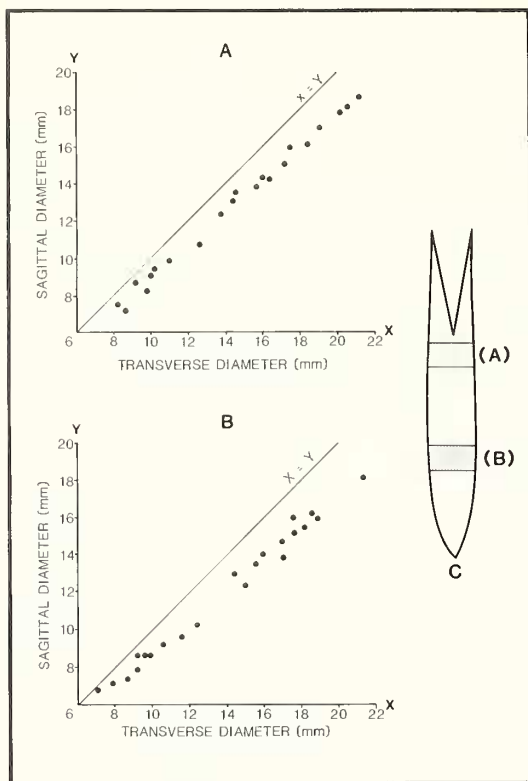 A
Y
20
18
16
14
12
10
8
6
SAGITTAL DIAMETER (mm)
X = Y
8 10 12 14 16 18 20 22
X
TRANSVERSE DIAMETER (mm)
B
Y
20
18
16
14
12
10
8
6
SAGITTAL DIAMETER (mm)
X = Y
8 10 12 14 16 18 20 22
X
TRANSVERSE DIAMETER (mm)
(A)
(B)
C